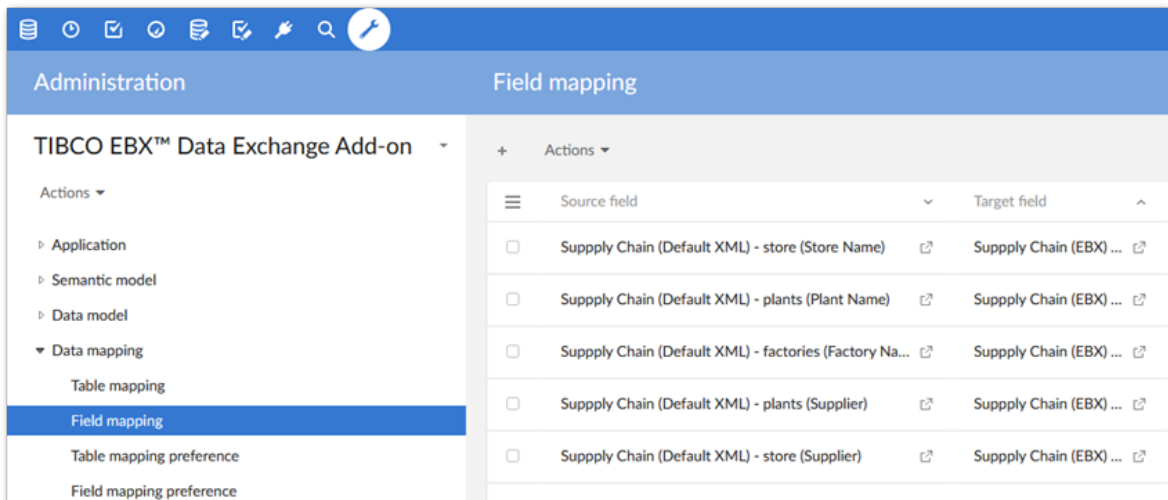 Administration
Field mapping
TIBCO EBX™ Data Exchange Add-on
Actions
Application
Semantic model
Data model
Data mapping
Table mapping
Field mapping
Table mapping preference
Field mapping preference
Actions
Source field Target field
Suppply Chain (Default XML) - store (Store Name) Suppply Chain (EBX) ...
Suppply Chain (Default XML) - plants (Plant Name) Suppply Chain (EBX) ...
Suppply Chain (Default XML) - factories (Factory Na... Suppply Chain (EBX) ...
Suppply Chain (Default XML) - plants (Supplier) Suppply Chain (EBX) ...
Suppply Chain (Default XML) - store (Supplier) Suppply Chain (EBX) ...